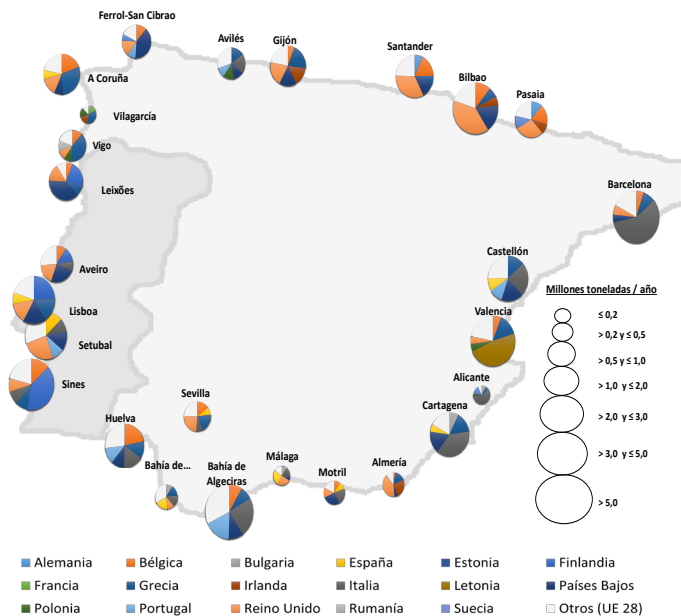 Ferrol-San Cibrao
Avilés
Gijón
Santander
Bilbao
Pasaia
A Coruña
Vilagarcía
Vigo
Leixões
Barcelona
Aveiro
Castellón
Lisboa
Valencia
Setubal
Alicante
Sines
Sevilla
Cartagena
Huelva
Bahía de...
Bahía de
Algeciras
Málaga
Motril
Almería
Millones toneladas / año
≤ 0,2
> 0,2 y ≤ 0,5
> 0,5 y ≤ 1,0
> 1,0 y ≤ 2,0
> 2,0 y ≤ 3,0
> 3,0 y ≤ 5,0
> 5,0
Alemania Bélgica Bulgaria España Estonia Finlandia
Francia Grecia Irlanda Italia Letonia Países Bajos
Polonia Portugal Reino Unido Rumanía Suecia Otros (UE 28)